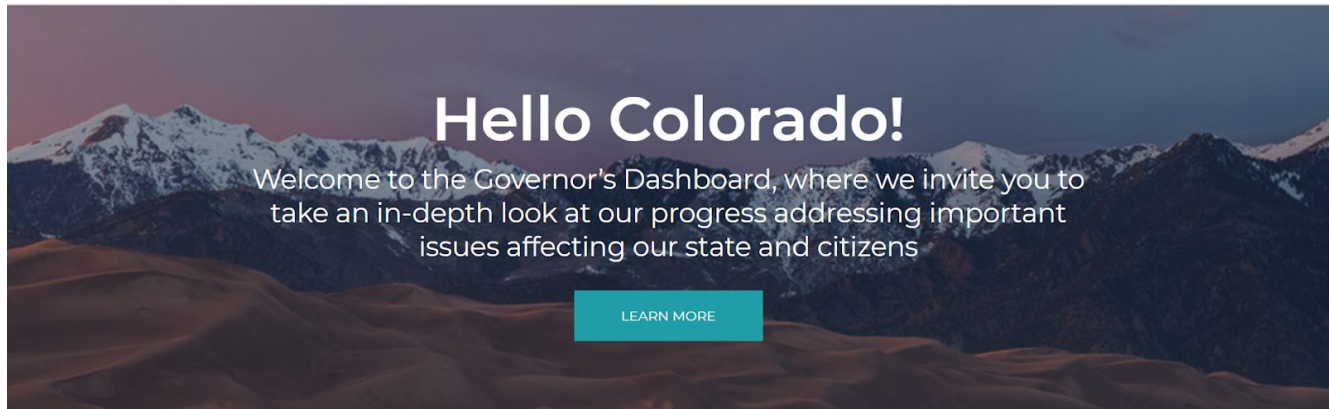 Hello Colorado!
Welcome to the Governor's Dashboard, where we invite you to
take an in-depth look at our progress addressing important
issues affecting our state and citizens
LEARN MORE